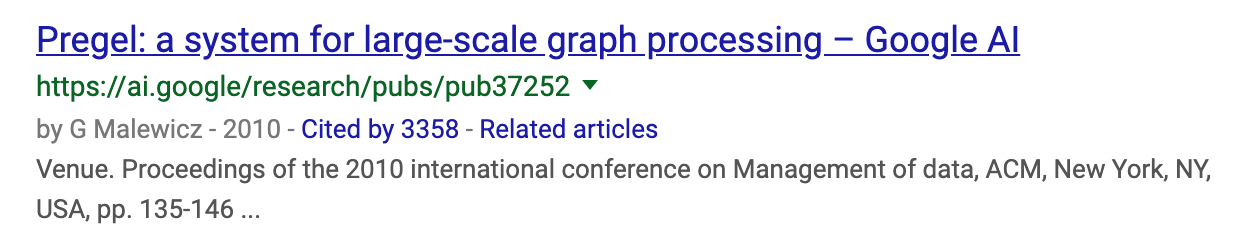 Pregel: a system for large-scale graph processing – Google AI
https://ai.google/research/pubs/pub37252
by G Malewicz - 2010 - Cited by 3358 - Related articles
Venue. Proceedings of the 2010 international conference on Management of data, ACM, New York, NY,
USA, pp. 135-146 ...